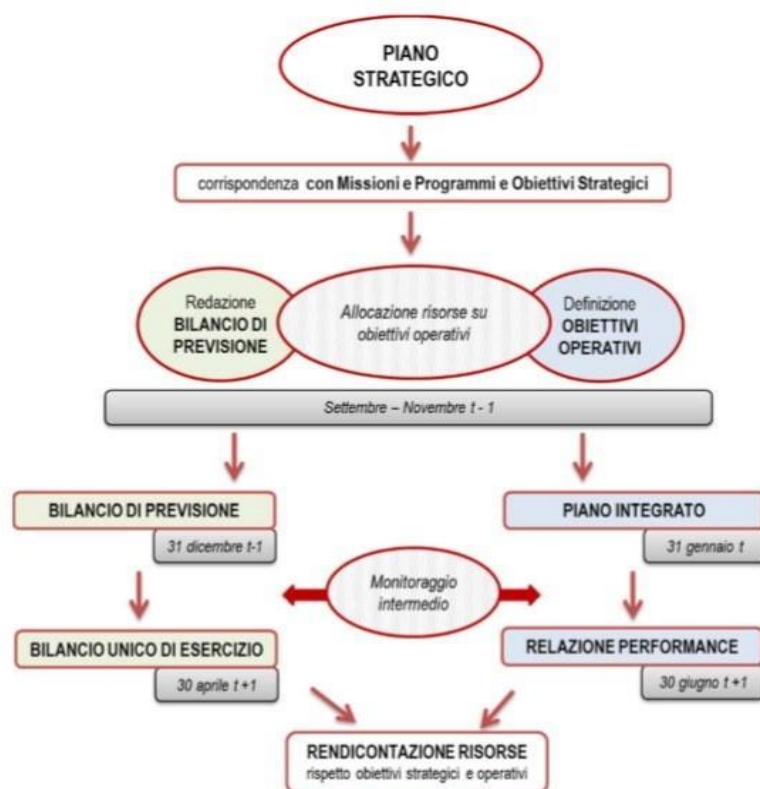 PIANO
STRATEGICO
corrispondenza con Missioni e Programmi e Obiettivi Strategici
Redazione
BILANCIO DI
PREVISIONE
Allocazione risorse su
obiettivi operativi
Definizione
OBIETTIVI
OPERATIVI
Settembre – Novembre t - 1
BILANCIO DI PREVISIONE
31 dicembre t-1
PIANO INTEGRATO
31 gennaio t
Monitoraggio
intermedio
BILANCIO UNICO DI ESERCIZIO
30 aprile t +1
RELAZIONE PERFORMANCE
30 giugno t +1
RENDICONTAZIONE RISORSE
rispetto obiettivi strategici e operativi